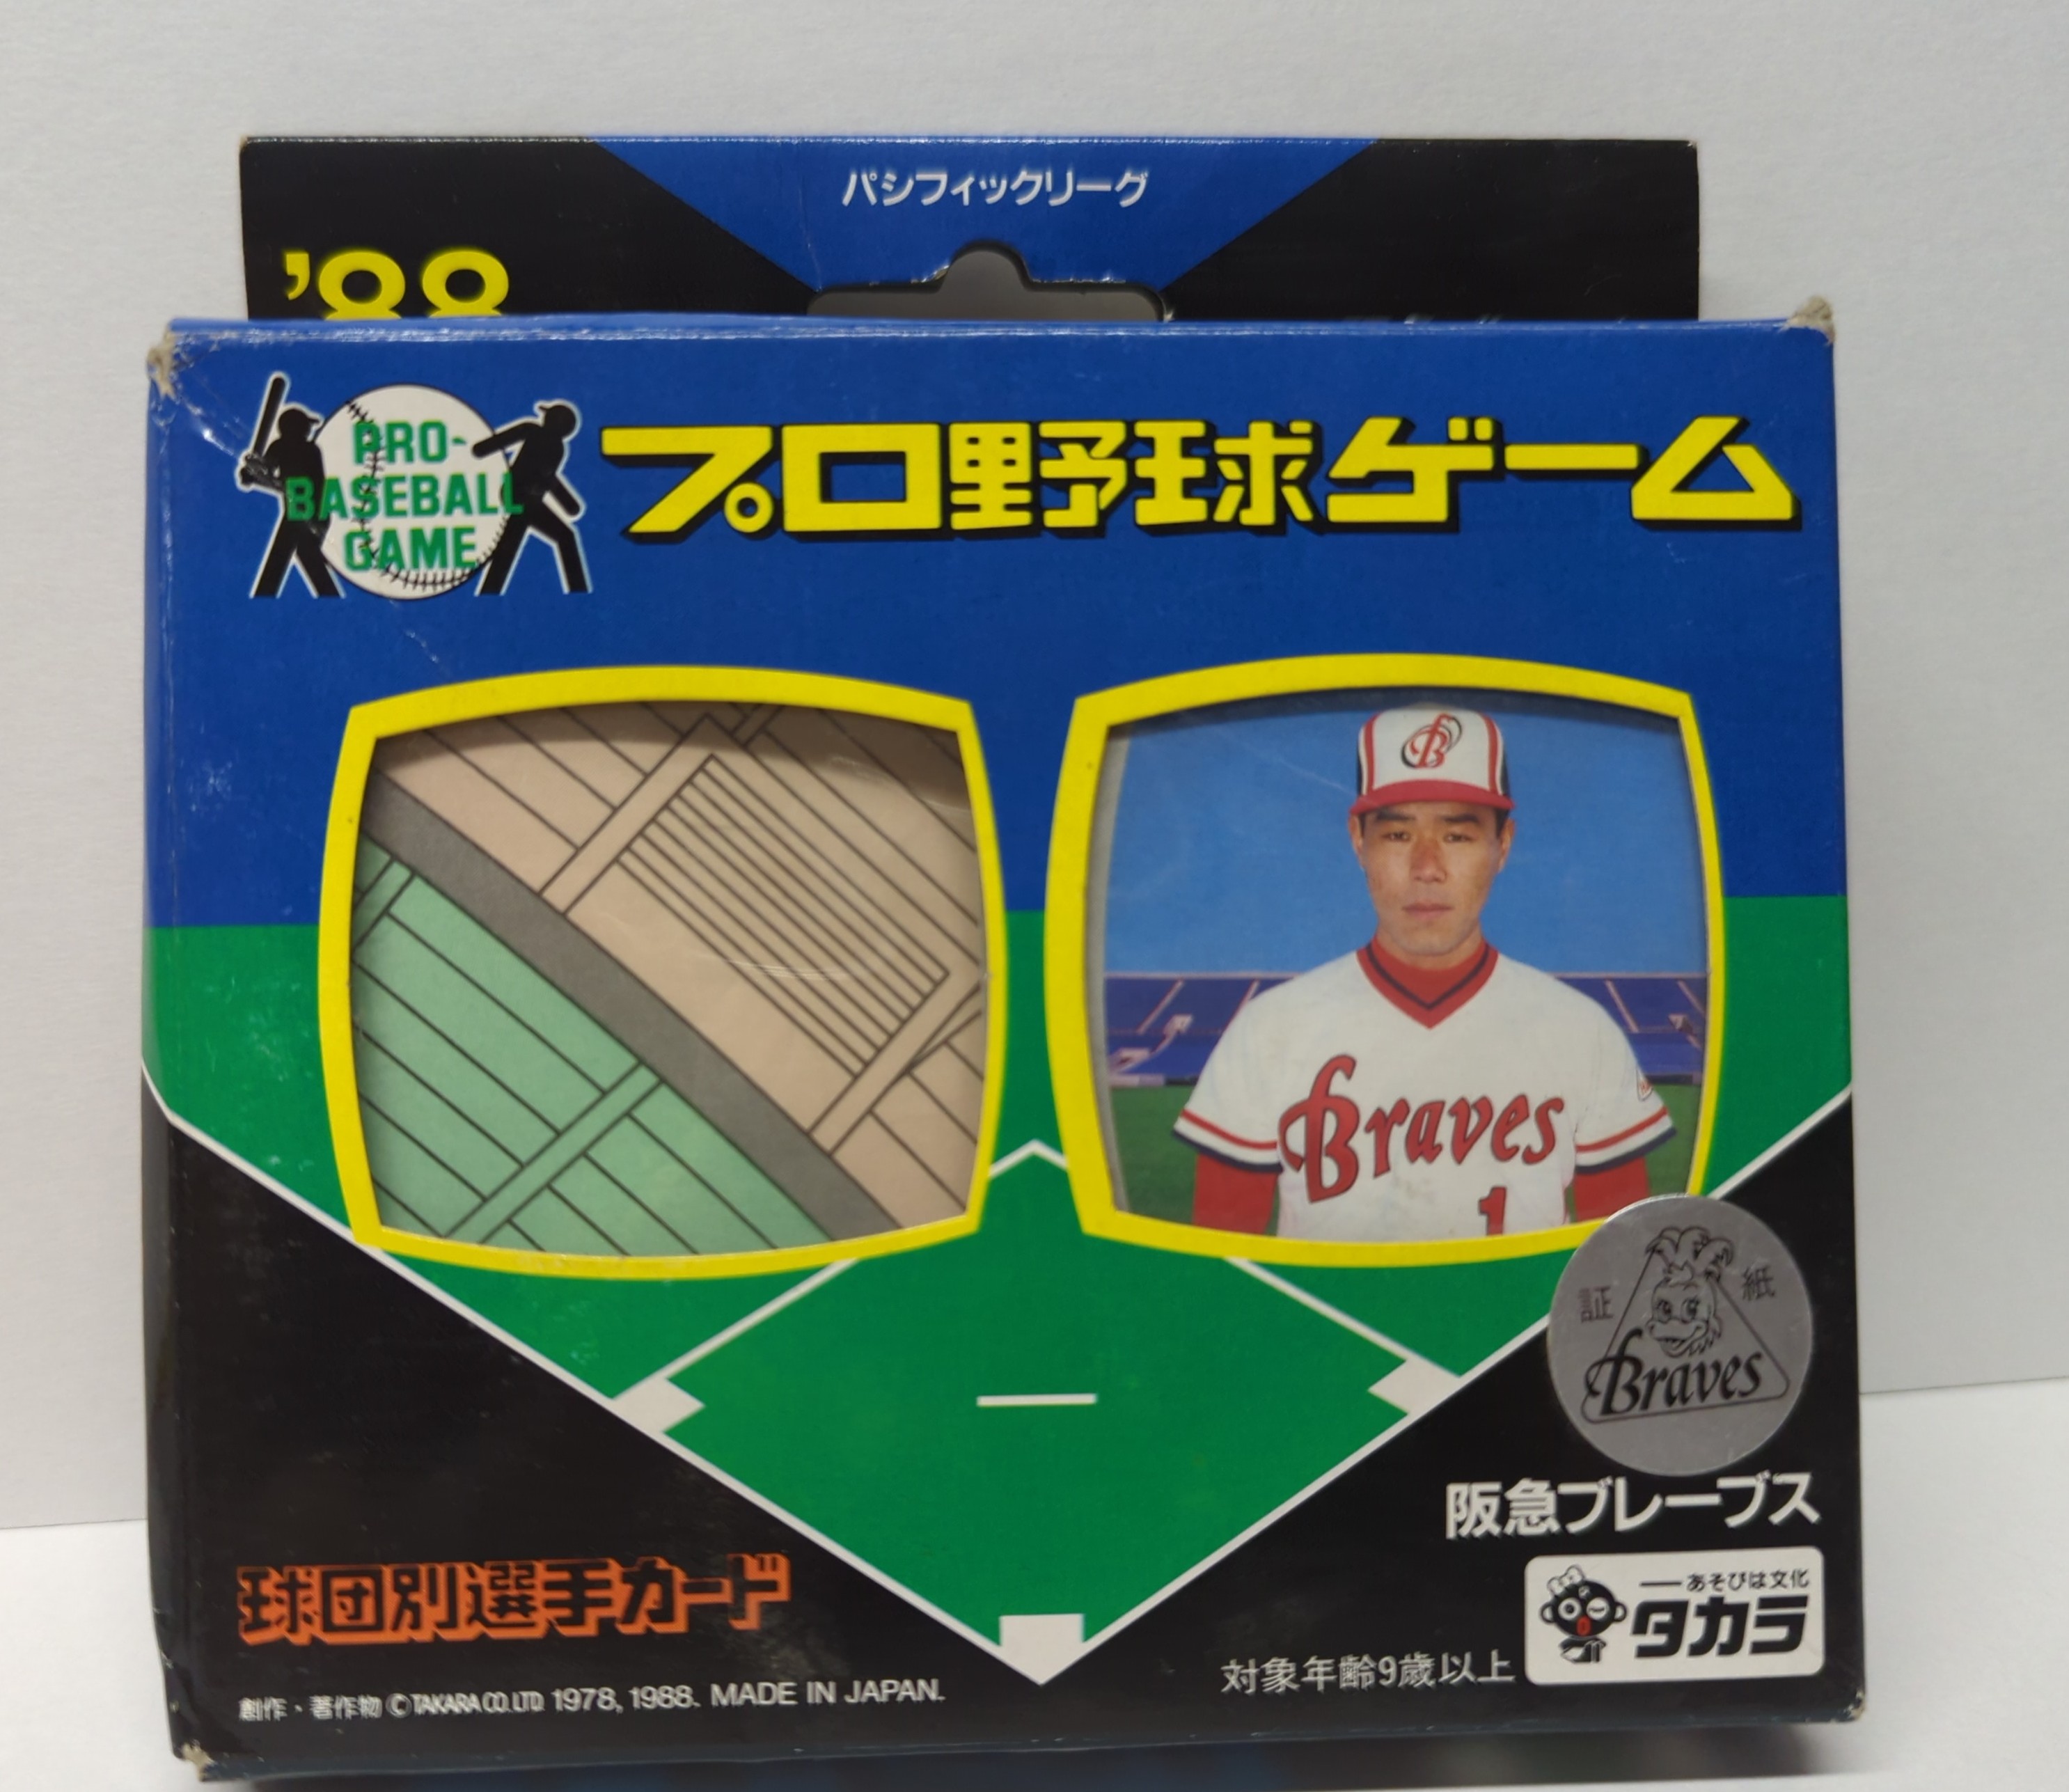 パシフィックリーグ
'88
PRO-
BASEBALL
GAME
プロ野球ゲーム
B
Braves
1
証 紙
Braves
阪急ブレーブス
球団別選手カード
あそびは文化
タカラ
対象年齢9歳以上
創作・著作物 © TAKARA CO.LTD 1978, 1988. MADE IN JAPAN.